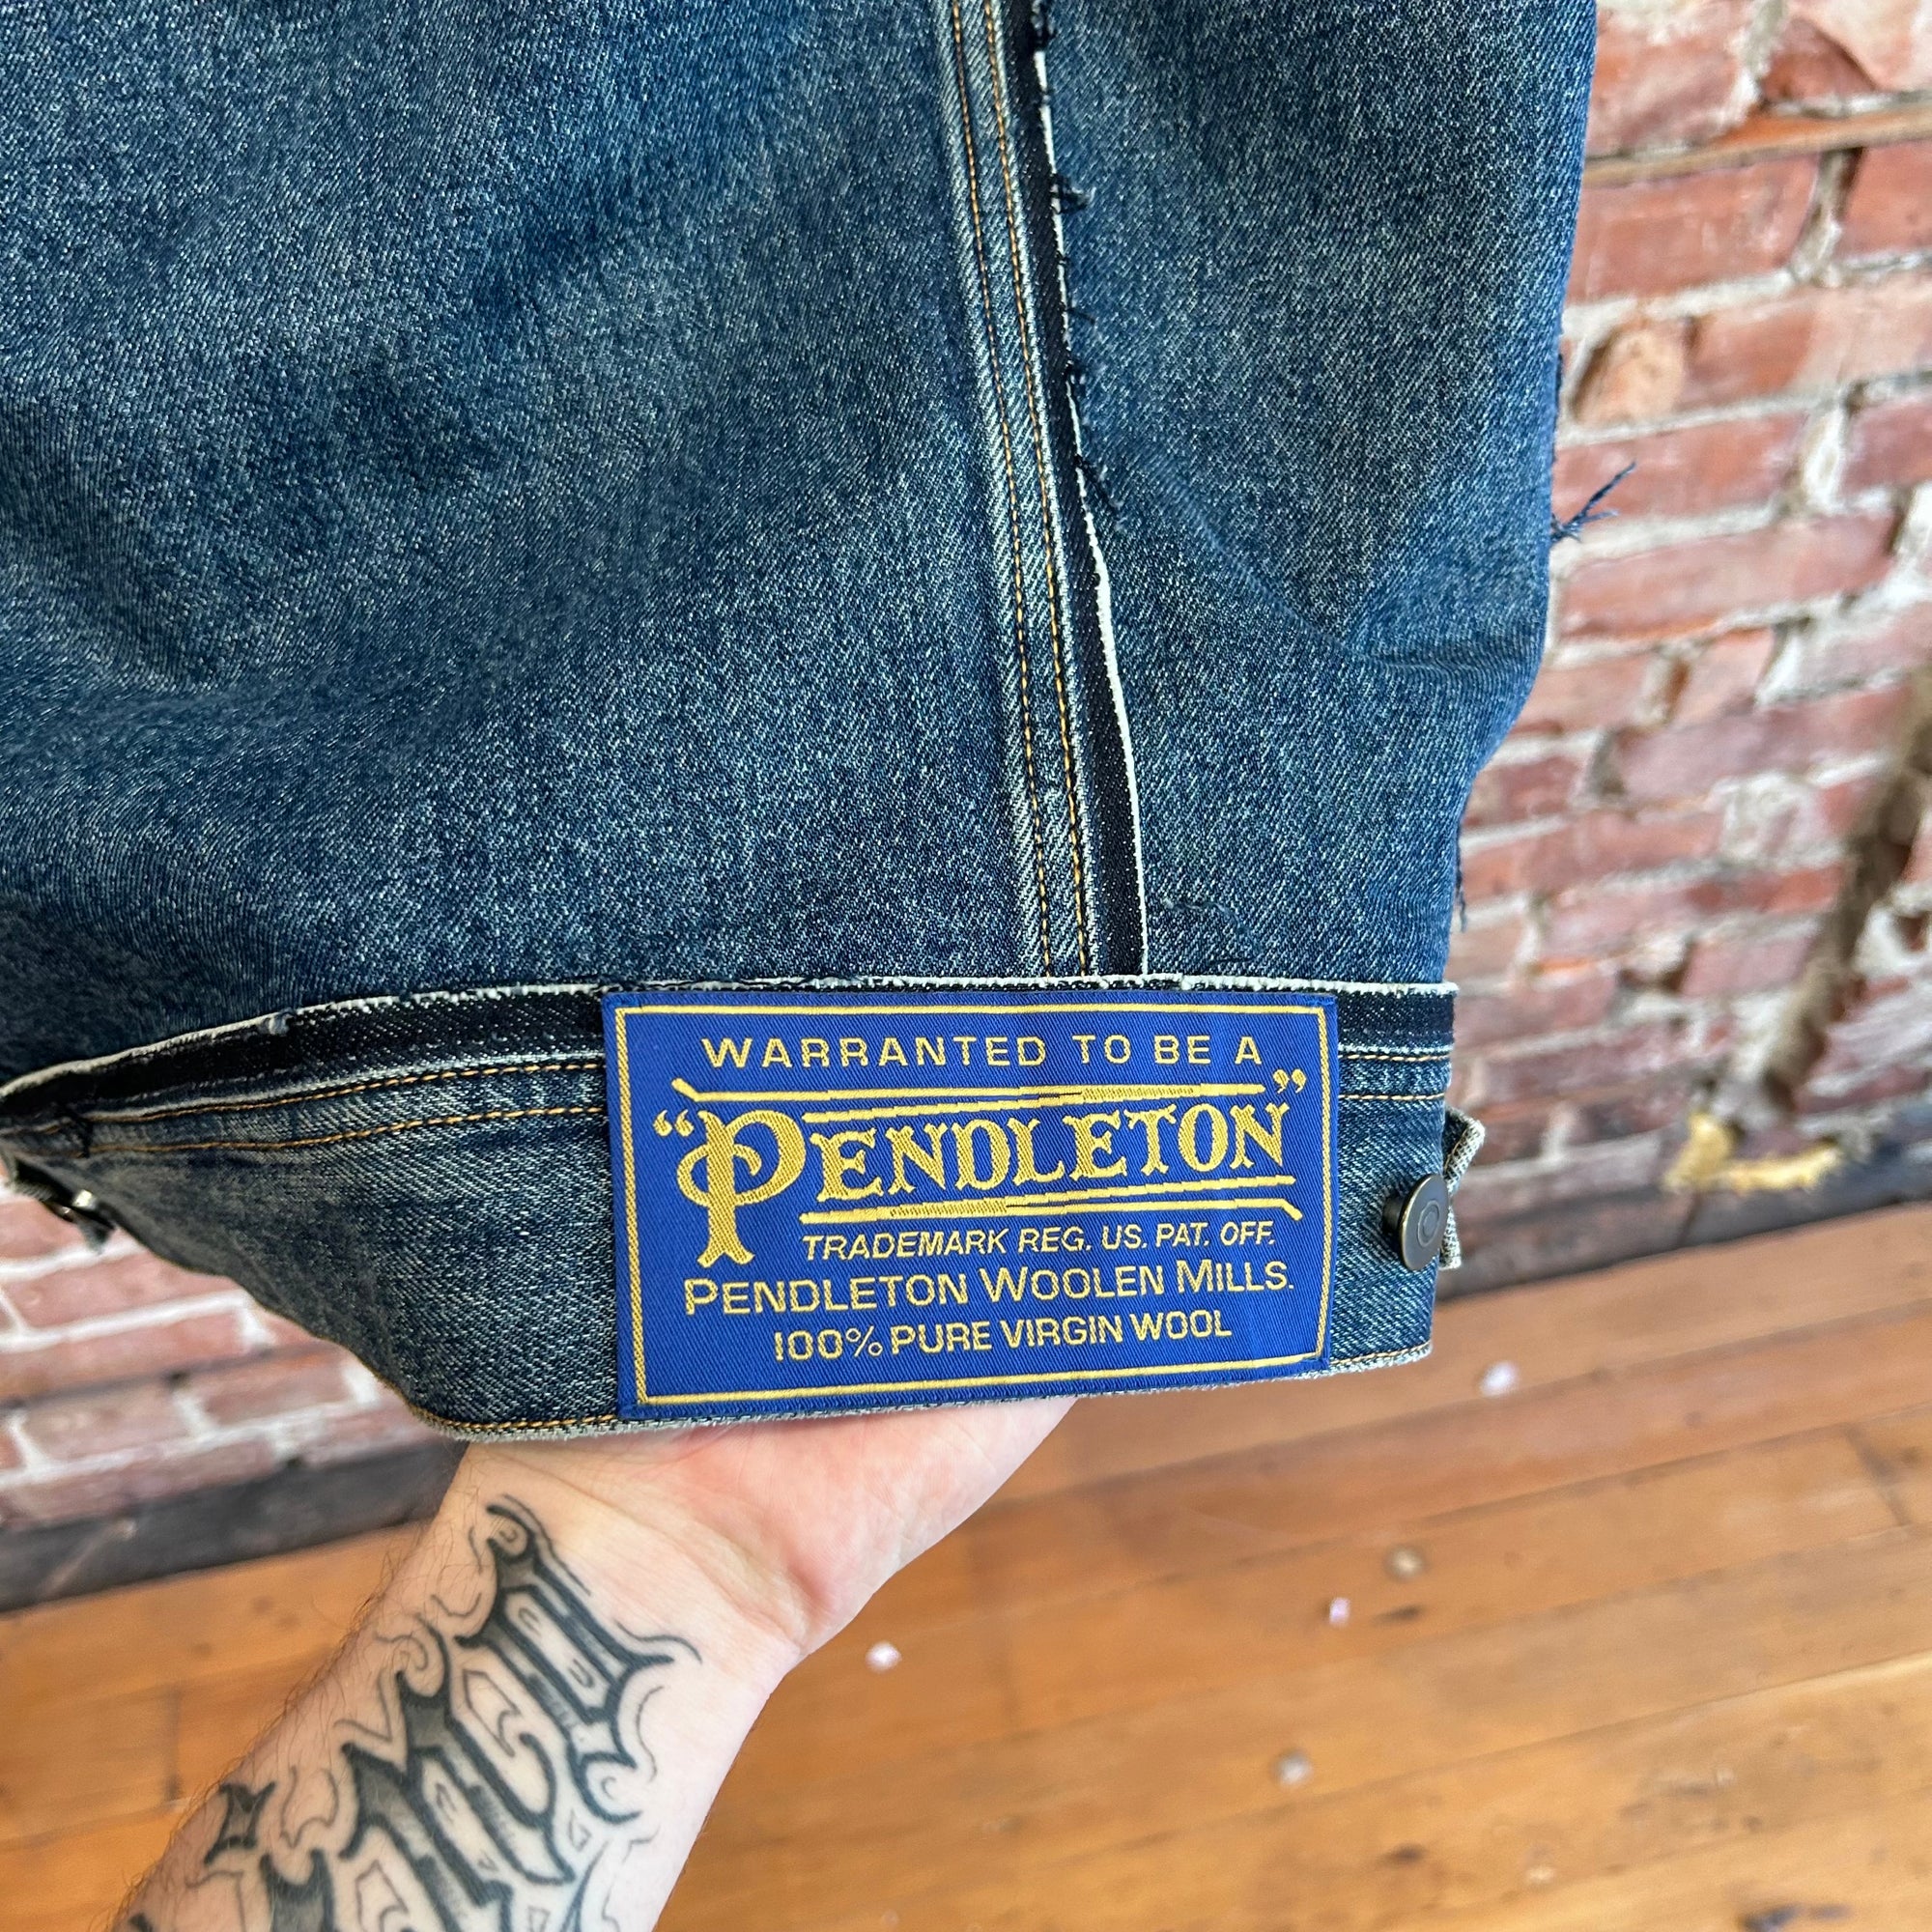 WARRANTED TO BE A
“PENDLETON”
TRADEMARK REG. US. PAT. OFF.
PENDLETON WOOLEN MILLS.
100% PURE VIRGIN WOOL